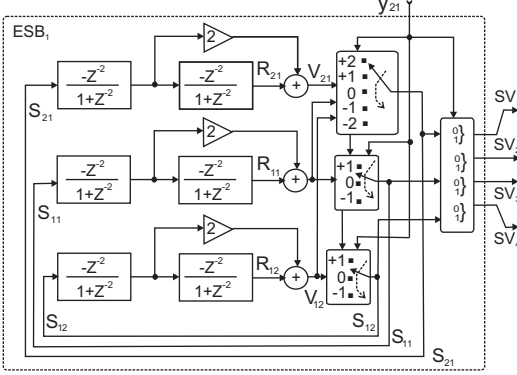 y21
ESB1
2
-Z-2
1+Z-2
-Z-2
1+Z-2
R21
V21
+
+2
+1
0
-1
-2
S21
SV
0
1}
SV
0
1}
SV
0
1}
SV
0
1}
2
-Z-2
1+Z-2
-Z-2
1+Z-2
R11
+
+1
0
-1
S11
2
-Z-2
1+Z-2
-Z-2
1+Z-2
R12
+
V12
+1
0
-1
S12
S12
S11
S21